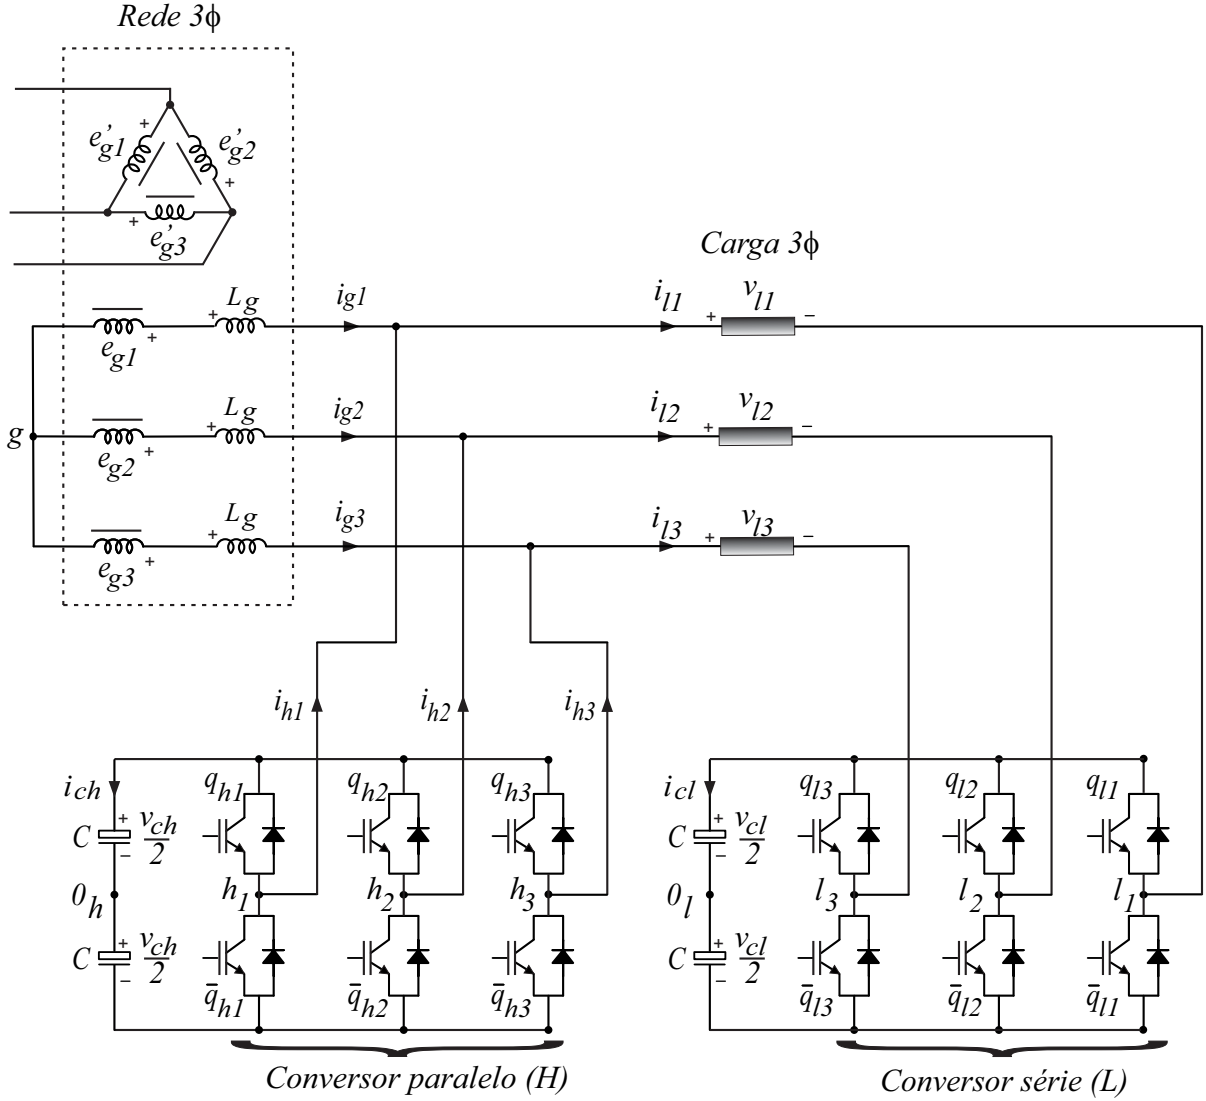 Rede 3ϕ
+
e'g1 e'g2
+
+
e'g3
Carga 3ϕ
+ Lg ig1 il1 + vl1 −
eg1 +
+ Lg ig2 il2 + vl2 −
g
eg2 +
+ Lg ig3 il3 + vl3 −
eg3 +
ih1 ih2 ih3
ich qh1 qh2 qh3 icl ql3 ql2 ql1
C + vch/2 − C + vcl/2 −
0h h1 h2 h3 0l l3 l2 l1
C + vch/2 − C + vcl/2 −
q̄h1 q̄h2 q̄h3 q̄l3 q̄l2 q̄l1
Conversor paralelo (H) Conversor série (L)